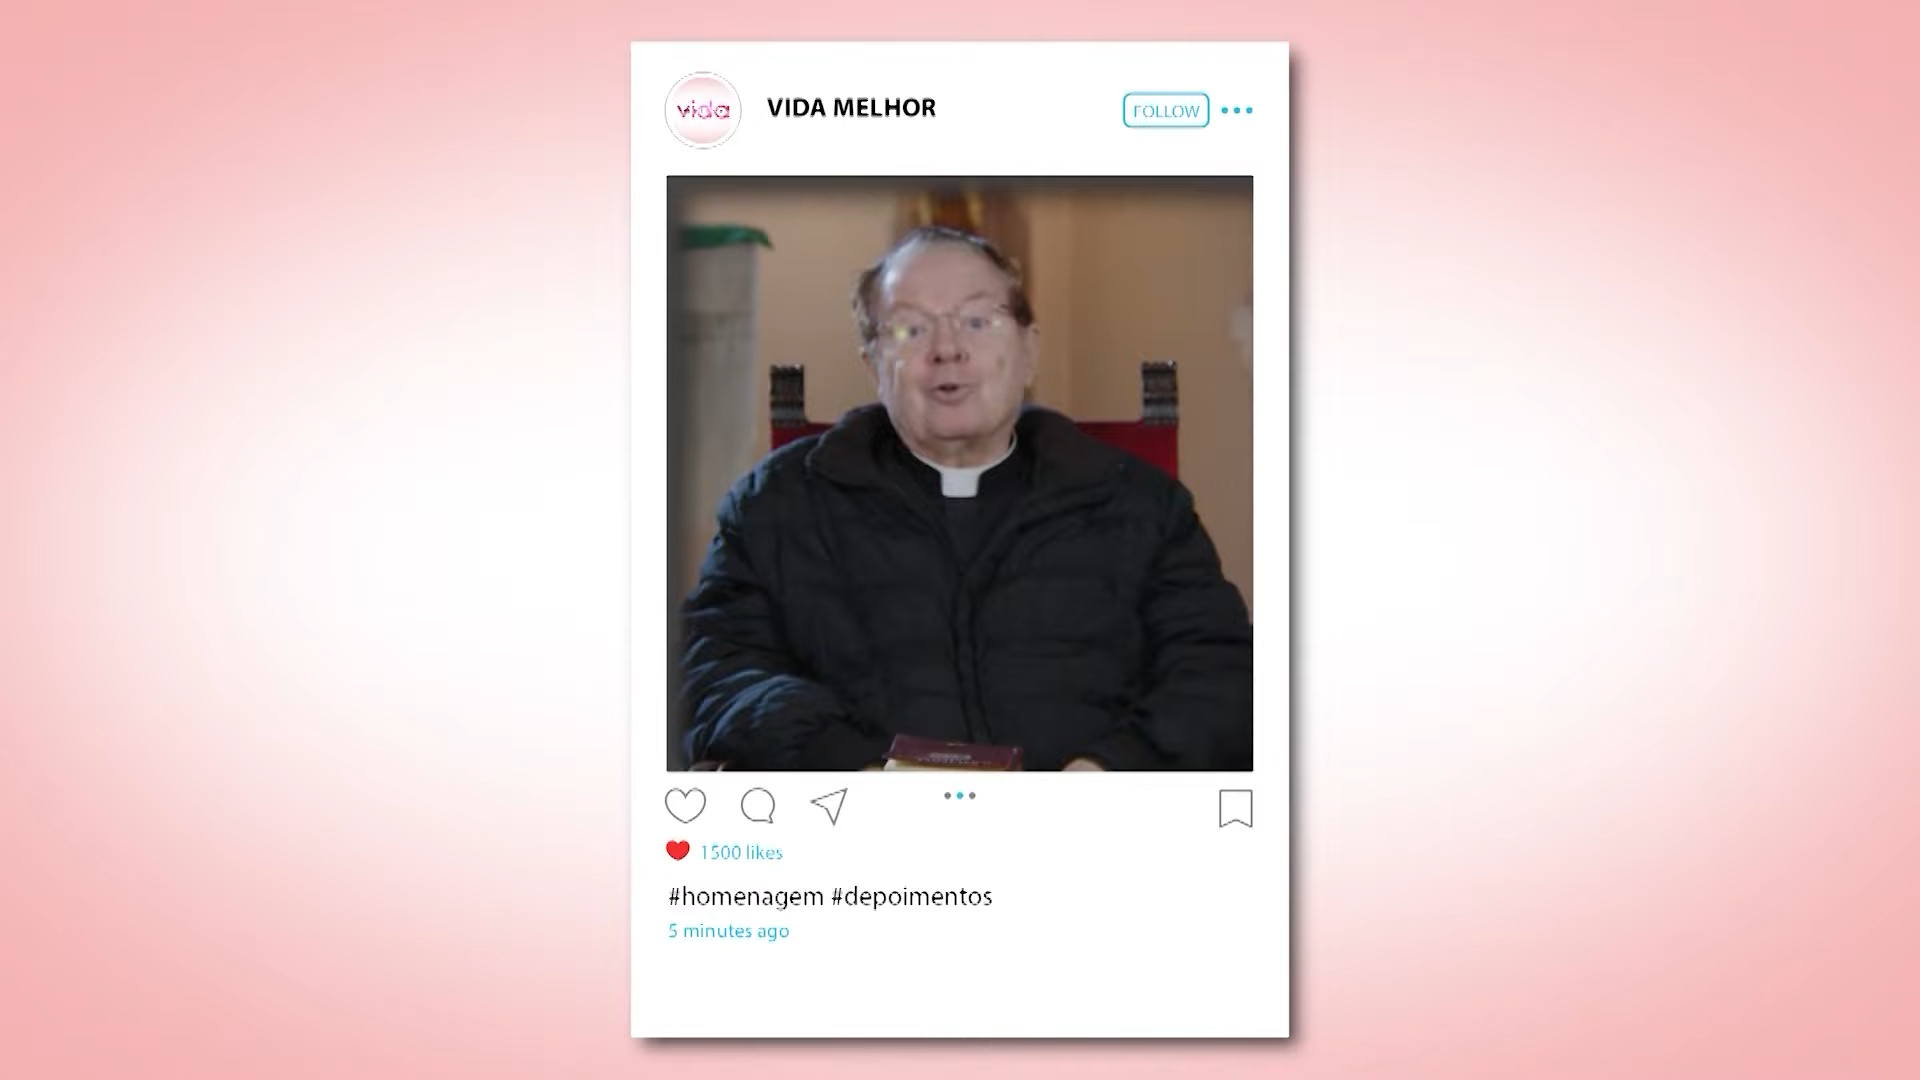 vida
VIDA MELHOR
FOLLOW
1500 likes
#homenagem #depoimentos
5 minutes ago